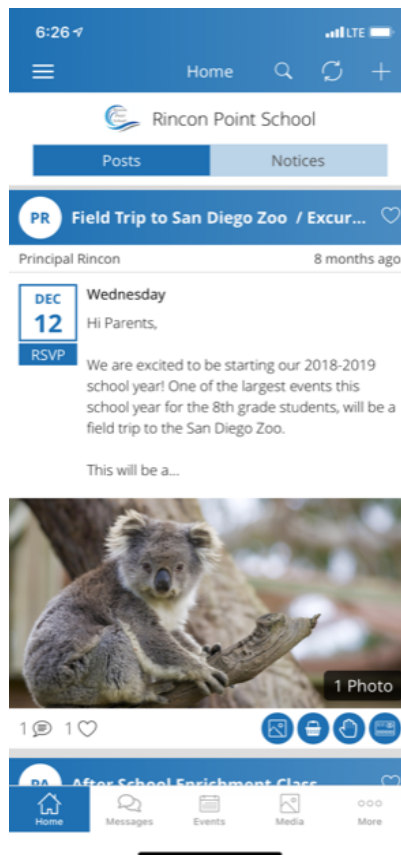 6:26
LTE
Home
Rincon Point School
Posts
Notices
PR
Field Trip to San Diego Zoo / Excur...
Principal Rincon
8 months ago
DEC
12
RSVP
Wednesday
Hi Parents,
We are excited to be starting our 2018-2019
school year! One of the largest events this
school year for the 8th grade students, will be a
field trip to the San Diego Zoo.
This will be a...
1 Photo
1
1
After School Enrichment Class
Home
Messages
Events
Media
More